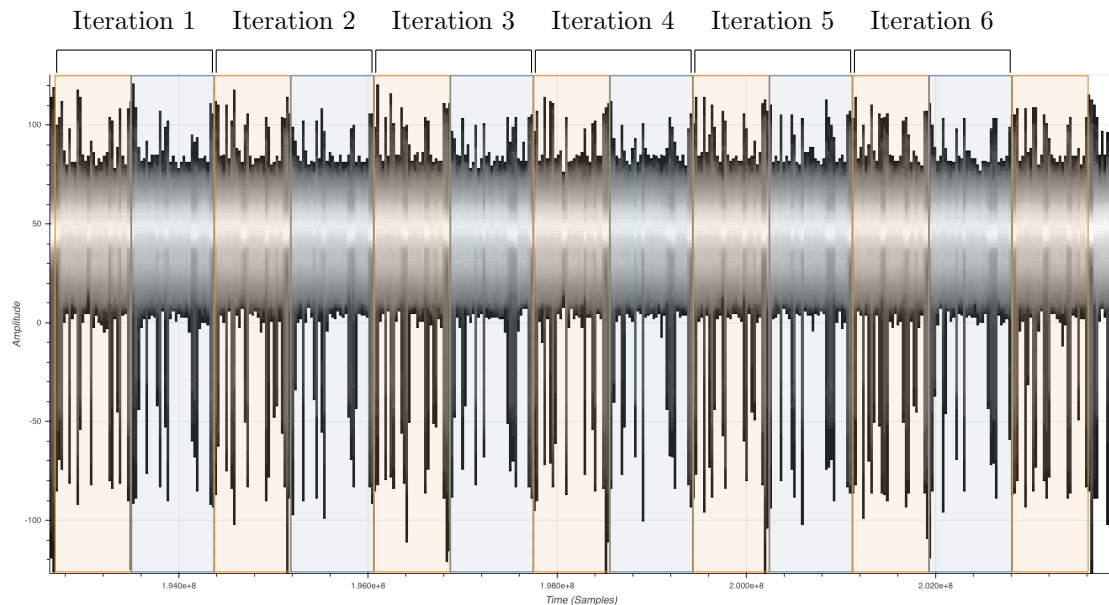 Iteration 1 Iteration 2 Iteration 3 Iteration 4 Iteration 5 Iteration 6
100
50
0
-50
-100
Amplitude
1.940e+8 1.960e+8 1.980e+8 2.000e+8 2.020e+8
Time (Samples)